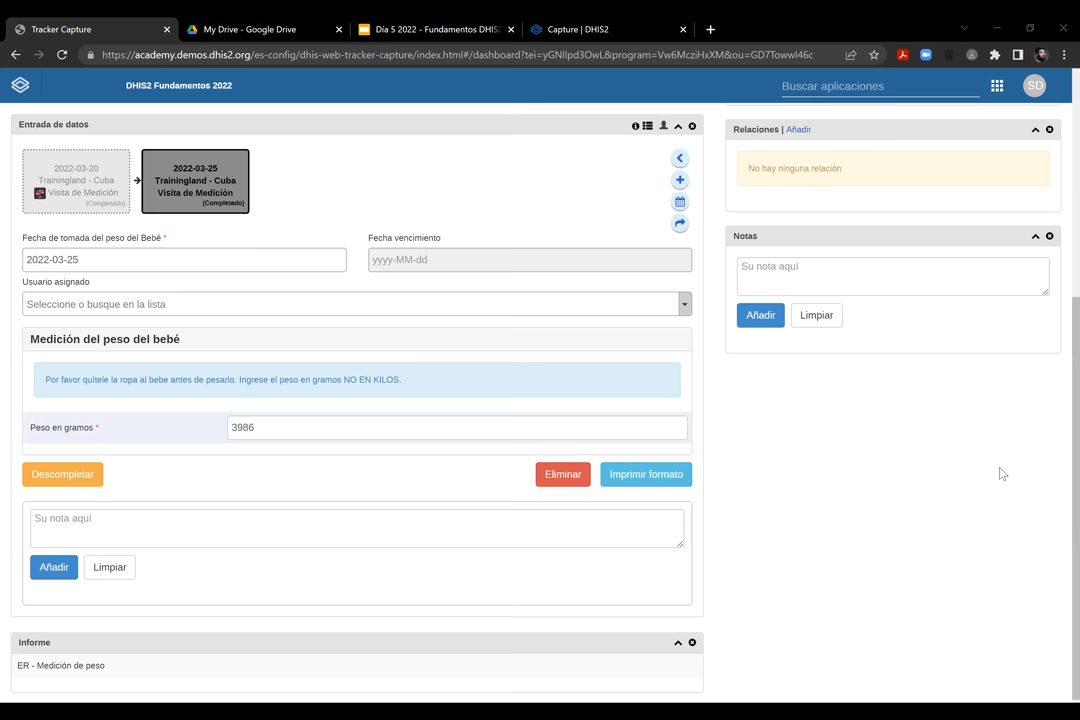 Tracker Capture
My Drive - Google Drive
Día 5 2022 - Fundamentos DHIS
Capture | DHIS2
https://academy.demos.dhis2.org/es-config/dhis-web-tracker-capture/index.html#/dashboard?tei=yGNIlpd3OwL&program=Vw6McziHxXM&ou=GD7TowwI46c
DHIS2 Fundamentos 2022
Buscar aplicaciones
SD
Entrada de datos
2022-03-20
Trainingland - Cuba
Visita de Medición
(Completado)
2022-03-25
Trainingland - Cuba
Visita de Medición
(Completado)
Fecha de tomada del peso del Bebé *
Fecha vencimiento
2022-03-25
yyyy-MM-dd
Usuario asignado
Seleccione o busque en la lista
Medición del peso del bebé
Por favor quítele la ropa al bebe antes de pesarlo. Ingrese el peso en gramos NO EN KILOS.
Peso en gramos *
3986
Descompletar
Eliminar
Imprimir formato
Su nota aquí
Añadir
Limpiar
Informe
ER - Medición de peso
Relaciones | Añadir
No hay ninguna relación
Notas
Su nota aquí
Añadir
Limpiar